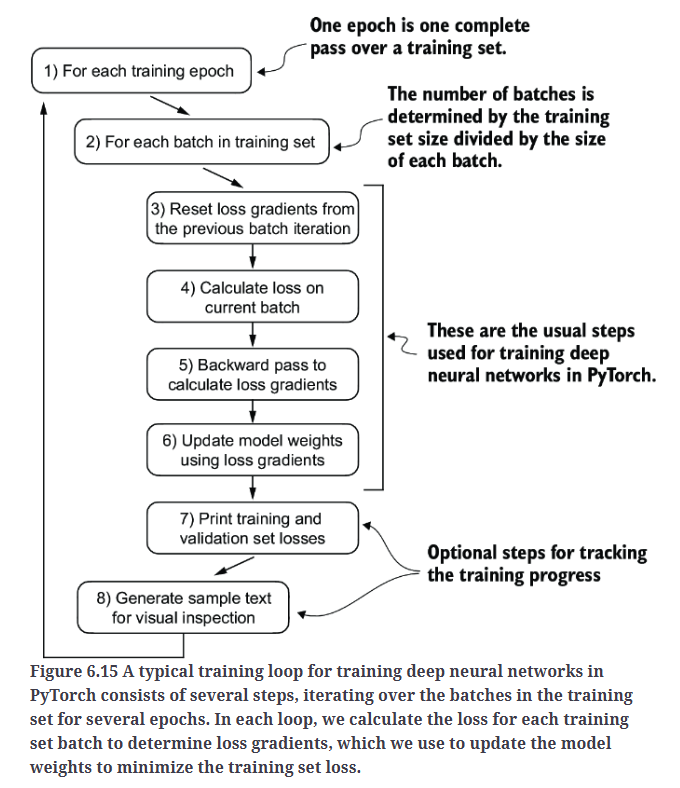 One epoch is one complete
pass over a training set.
1) For each training epoch
The number of batches is
determined by the training
set size divided by the size
of each batch.
2) For each batch in training set
3) Reset loss gradients from
the previous batch iteration
4) Calculate loss on
current batch
These are the usual steps
used for training deep
neural networks in PyTorch.
5) Backward pass to
calculate loss gradients
6) Update model weights
using loss gradients
7) Print training and
validation set losses
Optional steps for tracking
the training progress
8) Generate sample text
for visual inspection
Figure 6.15 A typical training loop for training deep neural networks in
PyTorch consists of several steps, iterating over the batches in the training
set for several epochs. In each loop, we calculate the loss for each training
set batch to determine loss gradients, which we use to update the model
weights to minimize the training set loss.